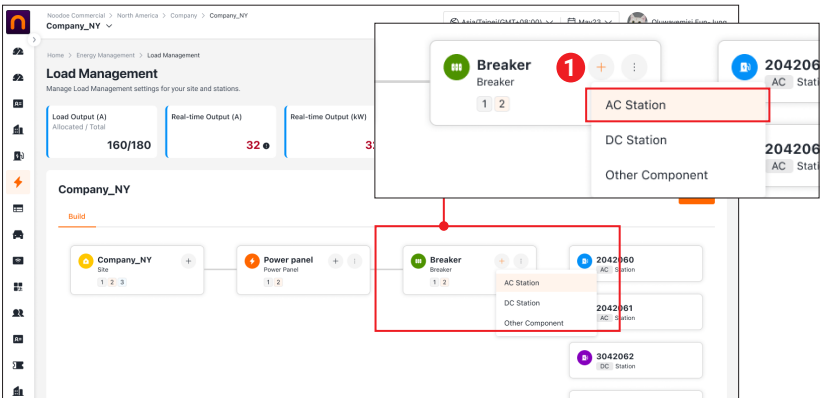 Noodoe Commercial > North America > Company > Company_NY
Company_NY
Asia/Taipei(GMT+08:00)
May23
Home > Energy Management > Load Management
Load Management
Manage Load Management settings for your site and stations.
Load Output (A)
Allocated / Total
160/180
Real-time Output (A)
32
Real-time Output (kW)
Breaker
Breaker
1 2
1
+
AC Station
DC Station
Other Component
AC
AC
Company_NY
Build
Company_NY
Site
1 2 3
+
Power panel
Power Panel
1 2
+
Breaker
Breaker
1 2
+
AC Station
DC Station
Other Component
2042060
AC Station
2042061
AC Station
3042062
DC Station